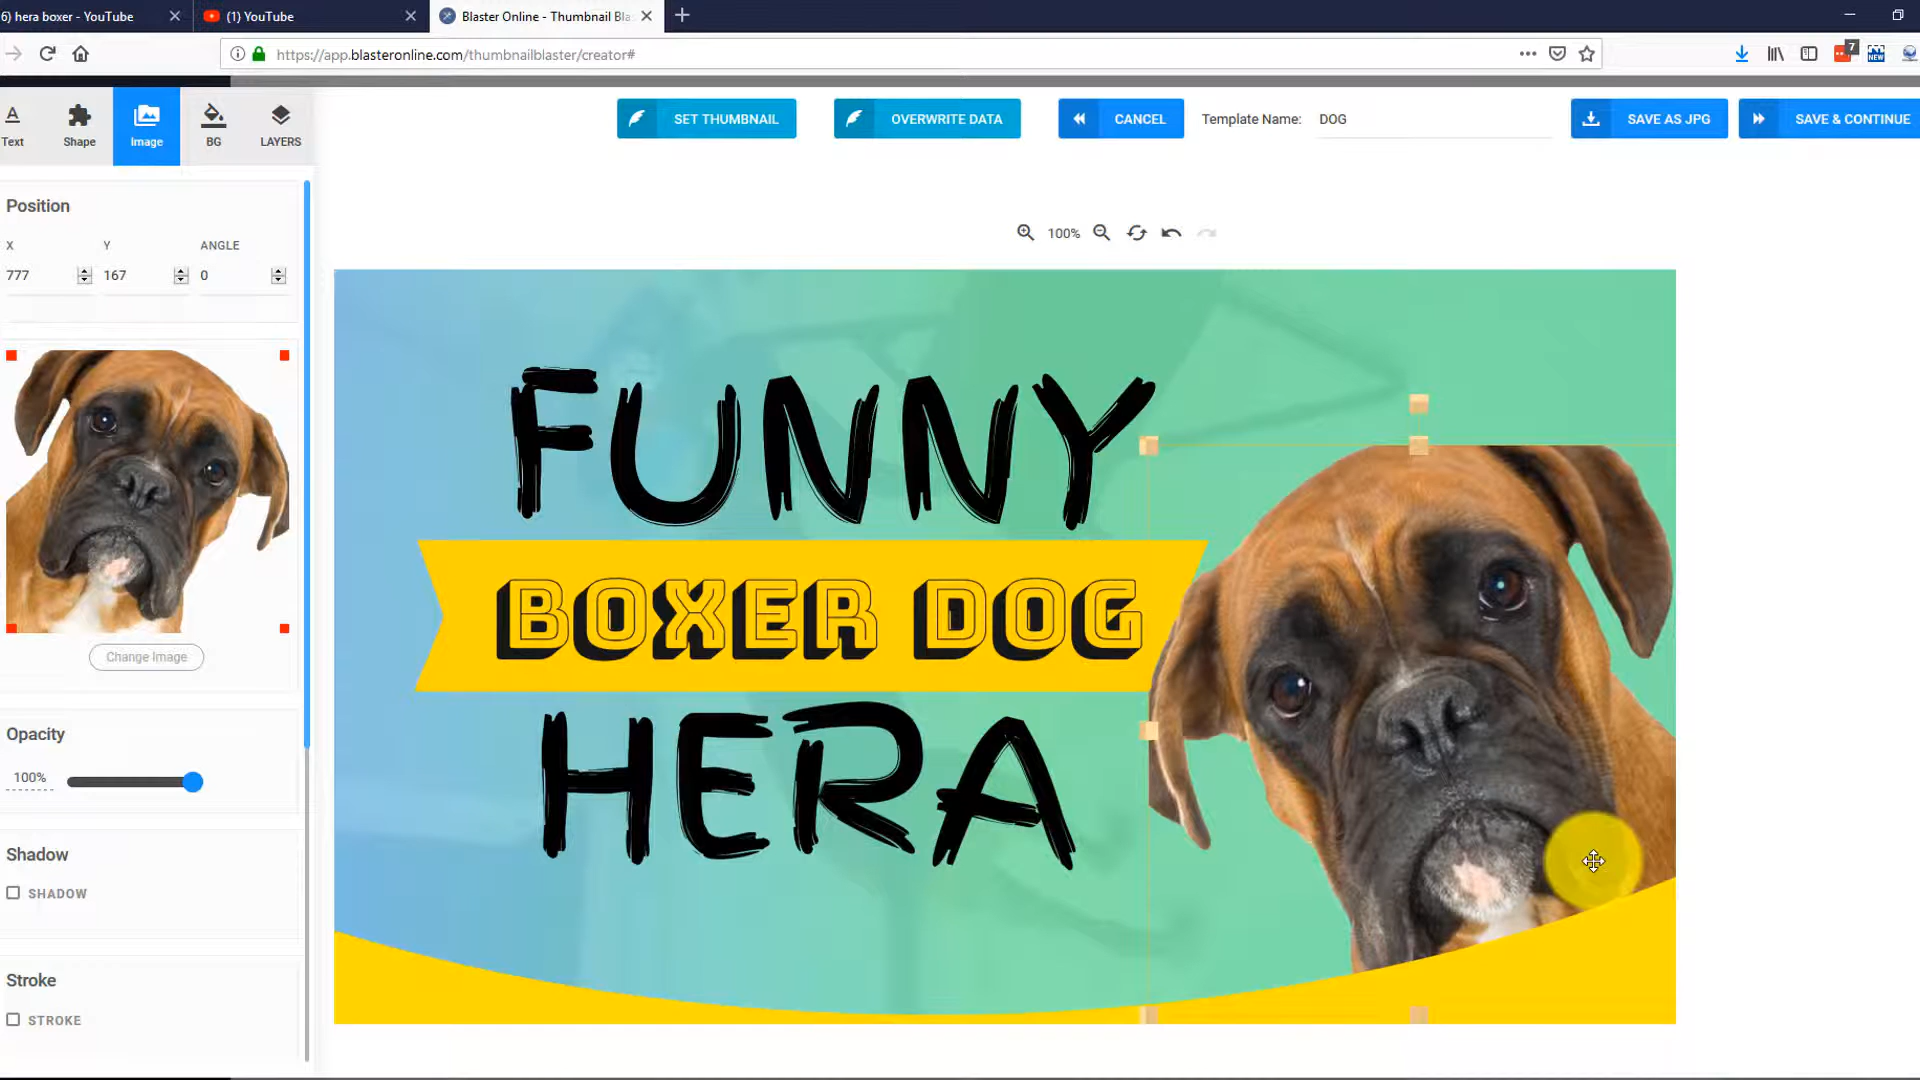 6) hera boxer - YouTube
(1) YouTube
Blaster Online - Thumbnail Bla
https://app.blasteronline.com/thumbnailblaster/creator#
7
NEW
Text
Shape
Image
BG
LAYERS
SET THUMBNAIL
OVERWRITE DATA
CANCEL
Template Name: DOG
SAVE AS JPG
SAVE & CONTINUE
Position
X
Y
ANGLE
777
167
0
100%
FUNNY
BOXER DOG
HERA
Change Image
Opacity
100%
Shadow
SHADOW
Stroke
STROKE